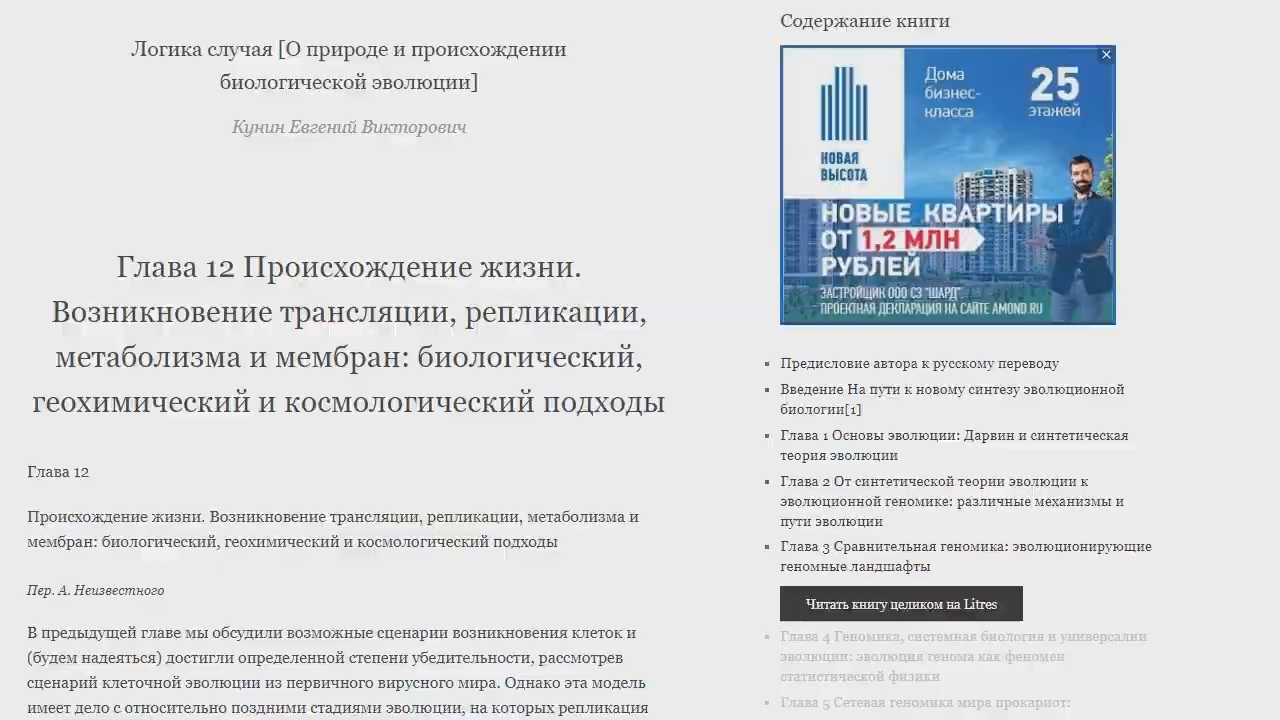 Логика случая [О природе и происхождении
биологической эволюции]
Кунин Евгений Викторович
Глава 12 Происхождение жизни.
Возникновение трансляции, репликации,
метаболизма и мембран: биологический,
геохимический и космологический подходы
Глава 12
Происхождение жизни. Возникновение трансляции, репликации, метаболизма и
мембран: биологический, геохимический и космологический подходы
Пер. А. Неизвестного
В предыдущей главе мы обсудили возможные сценарии возникновения клеток и
(будем надеяться) достигли определенной степени убедительности, рассмотрев
сценарий клеточной эволюции из первичного вирусного мира. Однако эта модель
имеет дело с относительно поздними стадиями эволюции, на которых репликация
Содержание книги
Дома
бизнес-
класса
25
этажей
НОВАЯ
ВЫСОТА
НОВЫЕ КВАРТИРЫ
ОТ 1,2 МЛН
РУБЛЕЙ
ЗАСТРОЙЩИК ООО СЗ "ШАРД".
ПРОЕКТНАЯ ДЕКЛАРАЦИЯ НА САЙТЕ AMOND RU
Предисловие автора к русскому переводу
Введение На пути к новому синтезу эволюционной
биологии[1]
Глава 1 Основы эволюции: Дарвин и синтетическая
теория эволюции
Глава 2 От синтетической теории эволюции к
эволюционной геномике: различные механизмы и
пути эволюции
Глава 3 Сравнительная геномика: эволюционирующие
геномные ландшафты
Читать книгу целиком на Litres
Глава 4 Геномика, системная биология и универсалии
эволюции: эволюция генома как феномен
статистической физики
Глава 5 Сетевая геномика мира прокариот: